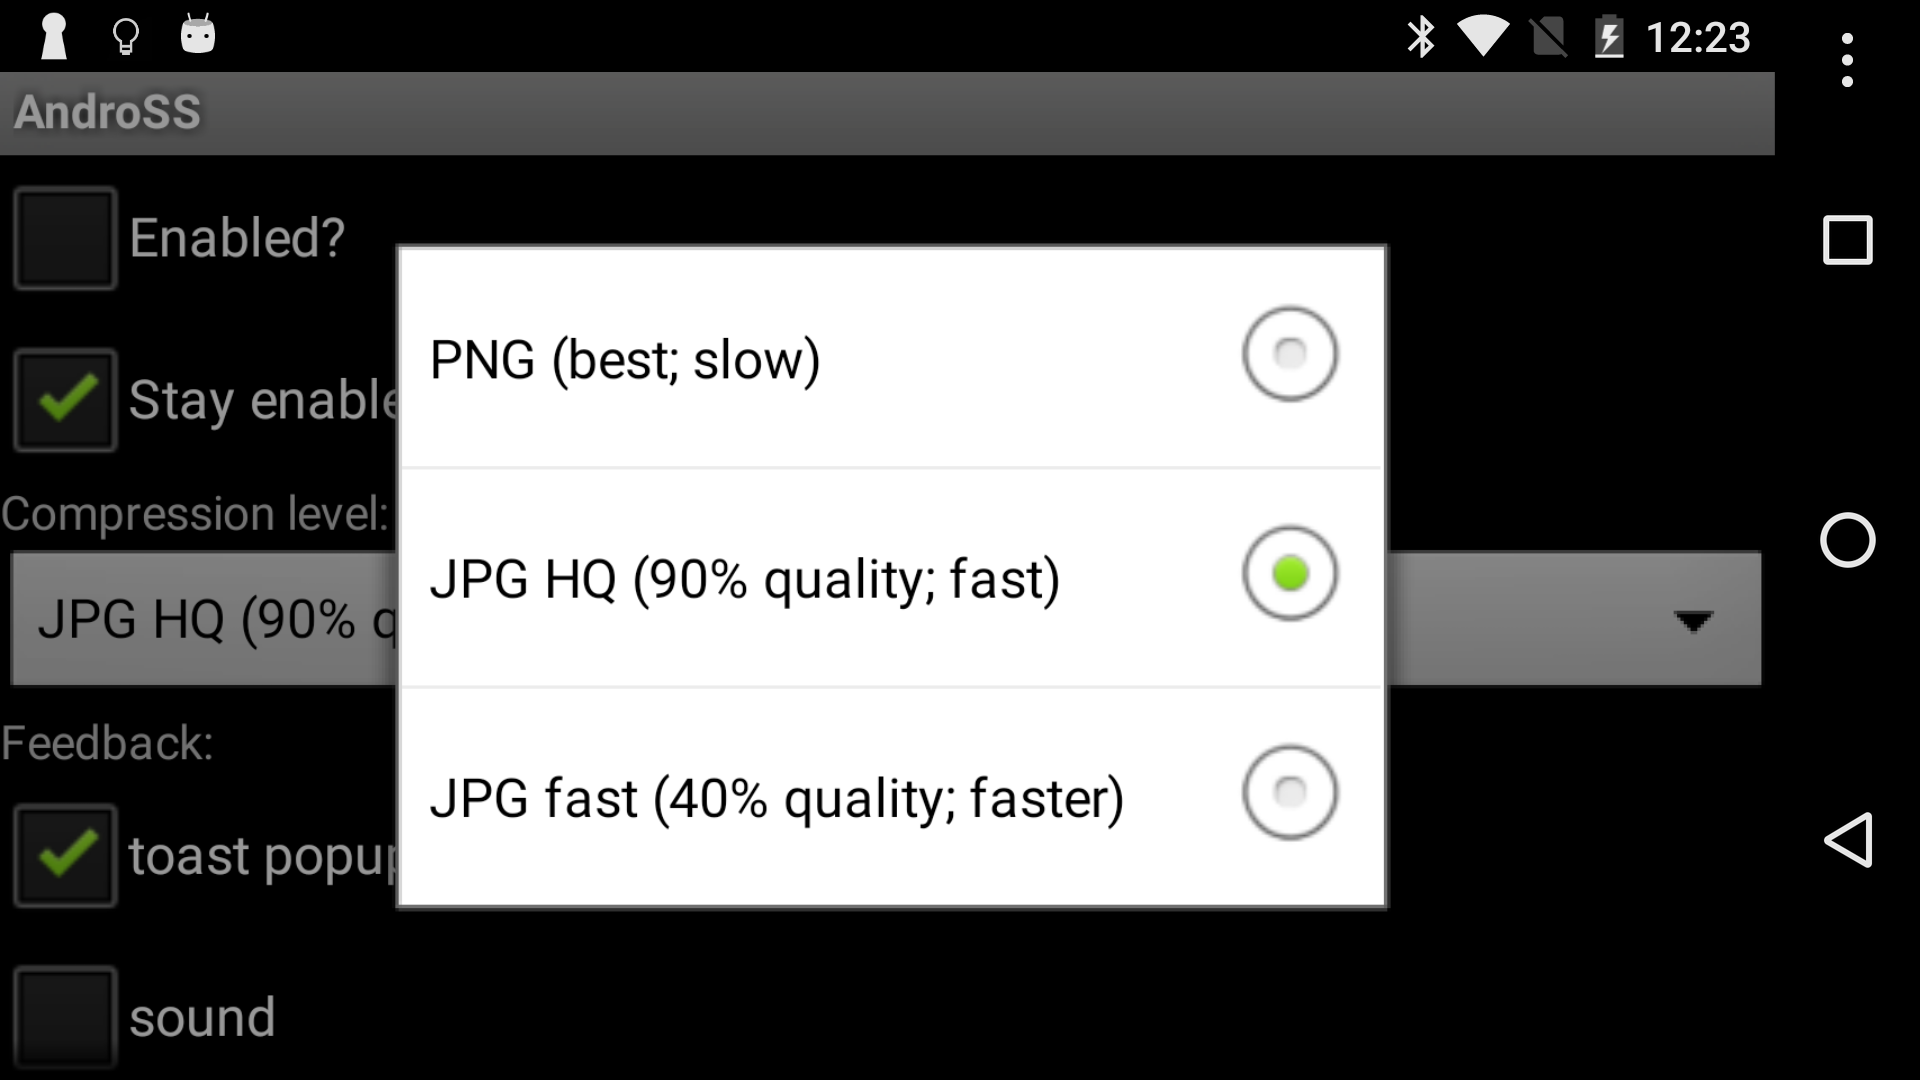 12:23
AndroSS
Enabled?
Stay enable
Compression level:
JPG HQ (90% q
Feedback:
toast popup
sound
PNG (best; slow)
JPG HQ (90% quality; fast)
JPG fast (40% quality; faster)